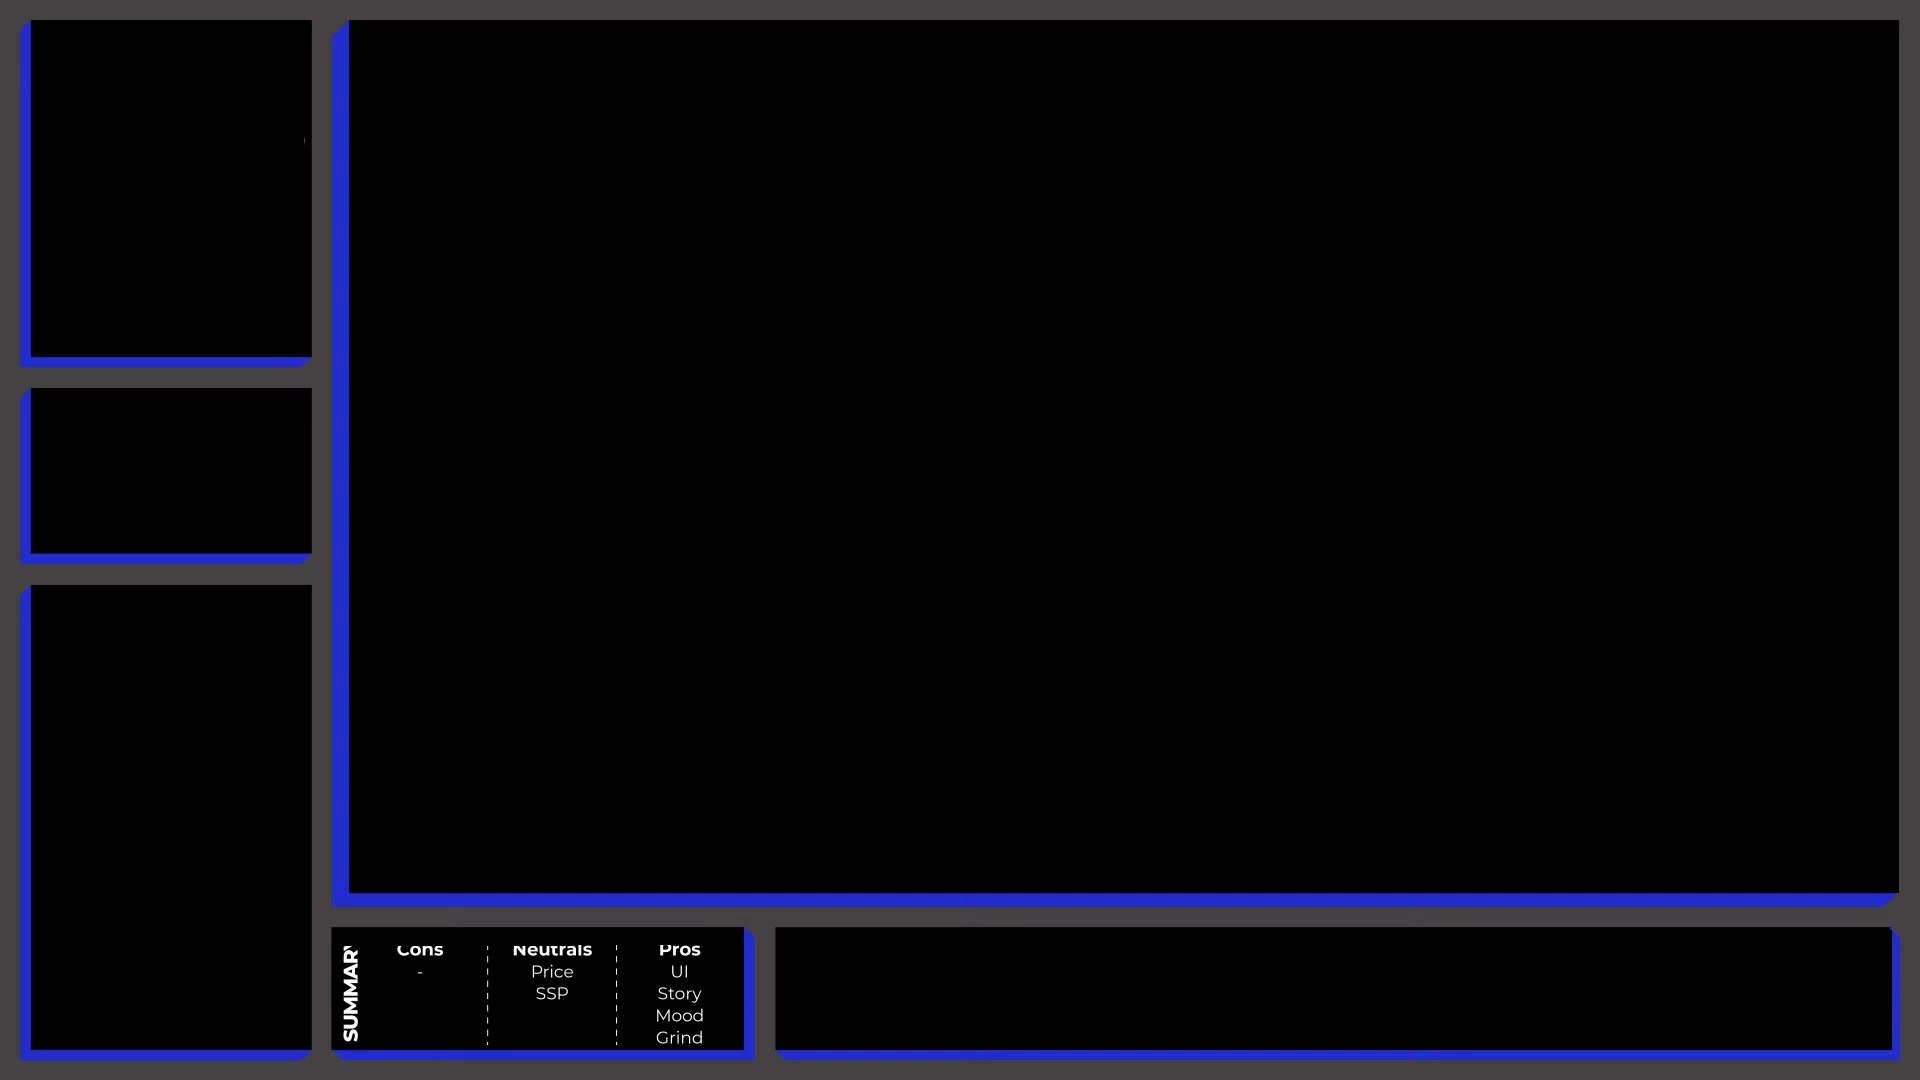 SUMMARY
Cons
-
Neutrals
Price
SSP
Pros
UI
Story
Mood
Grind